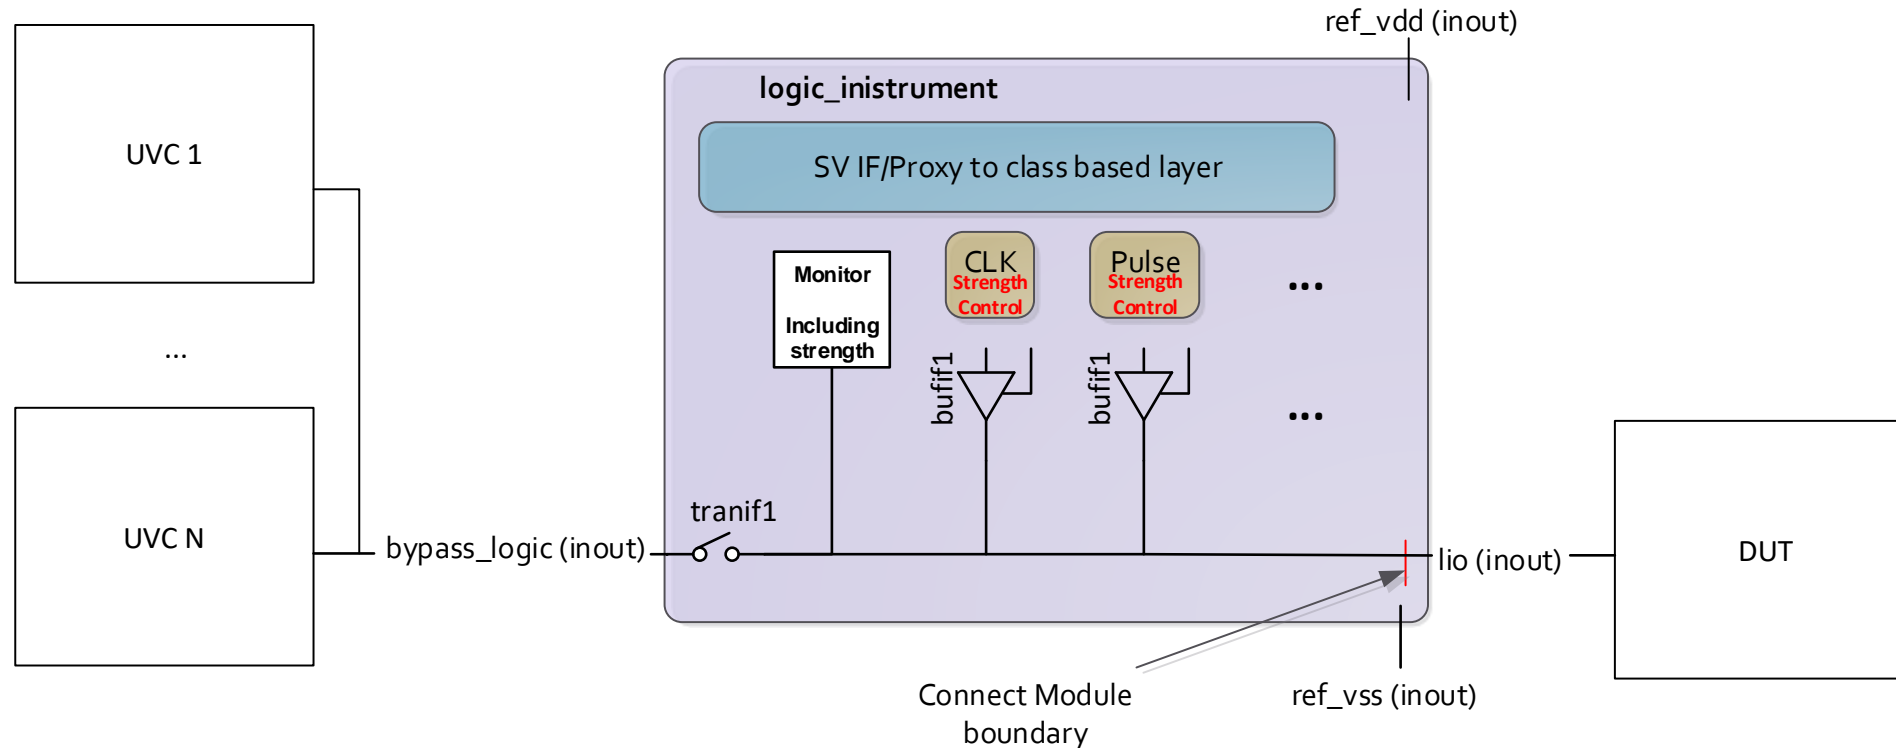 ref_vdd (inout)
UVC 1
logic_inistrument
SV IF/Proxy to class based layer
Monitor
Including
strength
CLK
Strength
Control
Pulse
Strength
Control
...
...
bufif1
bufif1
...
UVC N
tranif1
bypass_logic (inout)
lio (inout)
DUT
Connect Module
boundary
ref_vss (inout)